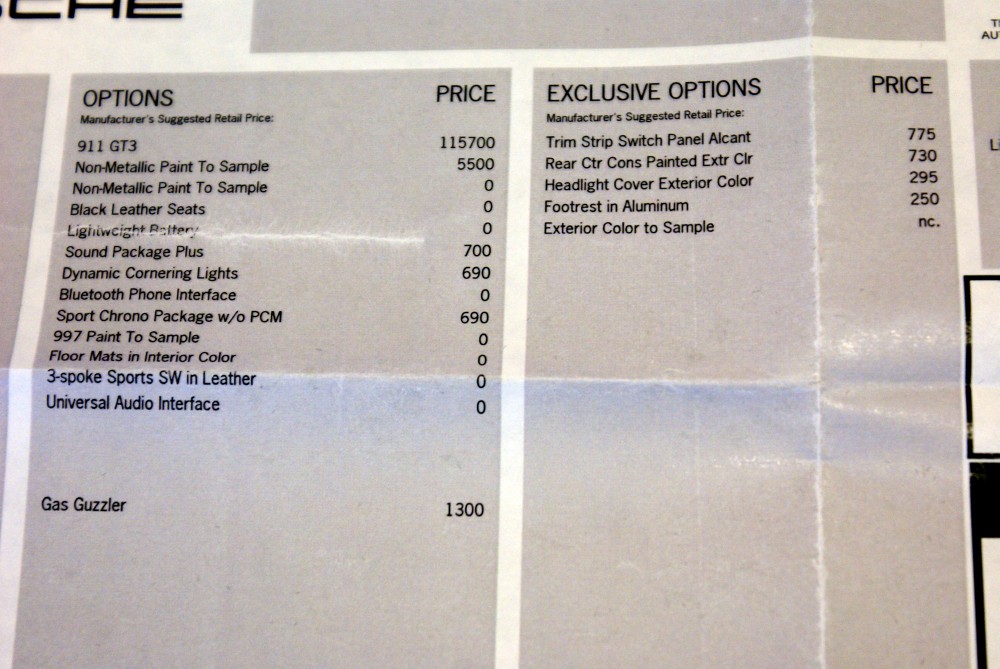 OPTIONS PRICE
Manufacturer's Suggested Retail Price:
911 GT3 115700
Non-Metallic Paint To Sample 5500
Non-Metallic Paint To Sample 0
Black Leather Seats 0
Lightweight Battery 0
Sound Package Plus 700
Dynamic Cornering Lights 690
Bluetooth Phone Interface 0
Sport Chrono Package w/o PCM 690
997 Paint To Sample 0
Floor Mats in Interior Color 0
3-spoke Sports SW in Leather 0
Universal Audio Interface 0
Gas Guzzler 1300
EXCLUSIVE OPTIONS PRICE
Manufacturer's Suggested Retail Price:
Trim Strip Switch Panel Alcant 775
Rear Ctr Cons Painted Extr Clr 730
Headlight Cover Exterior Color 295
Footrest in Aluminum 250
Exterior Color to Sample nc.